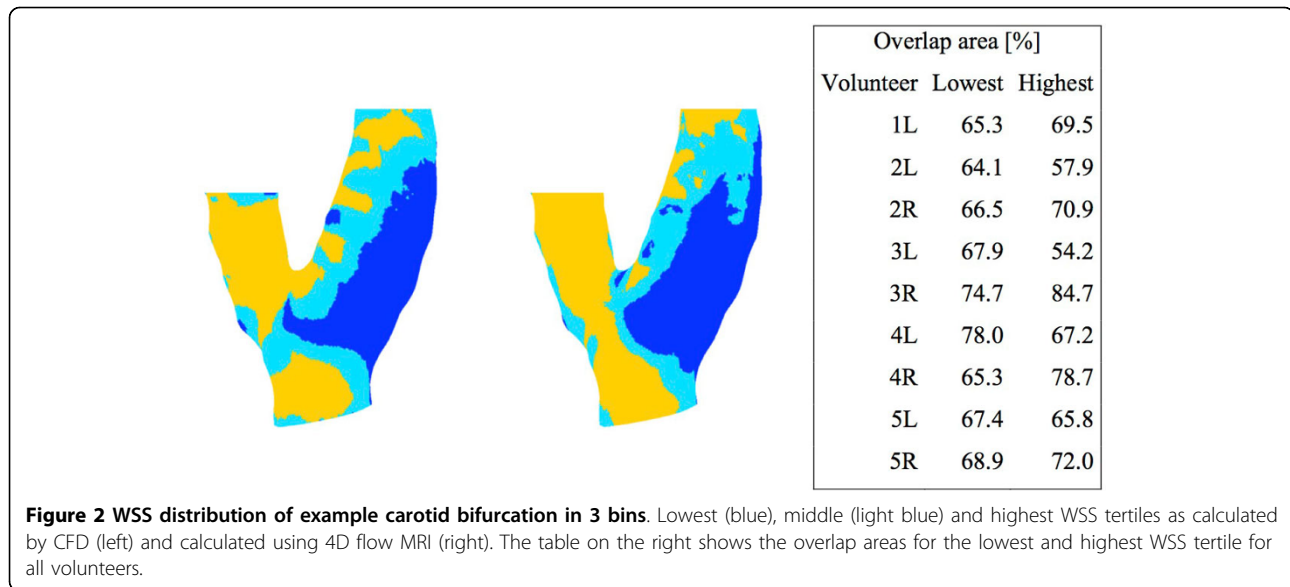 Overlap area [%]
Volunteer Lowest Highest
1L 65.3 69.5
2L 64.1 57.9
2R 66.5 70.9
3L 67.9 54.2
3R 74.7 84.7
4L 78.0 67.2
4R 65.3 78.7
5L 67.4 65.8
5R 68.9 72.0
Figure 2 WSS distribution of example carotid bifurcation in 3 bins. Lowest (blue), middle (light blue) and highest WSS tertiles as calculated
by CFD (left) and calculated using 4D flow MRI (right). The table on the right shows the overlap areas for the lowest and highest WSS tertile for
all volunteers.